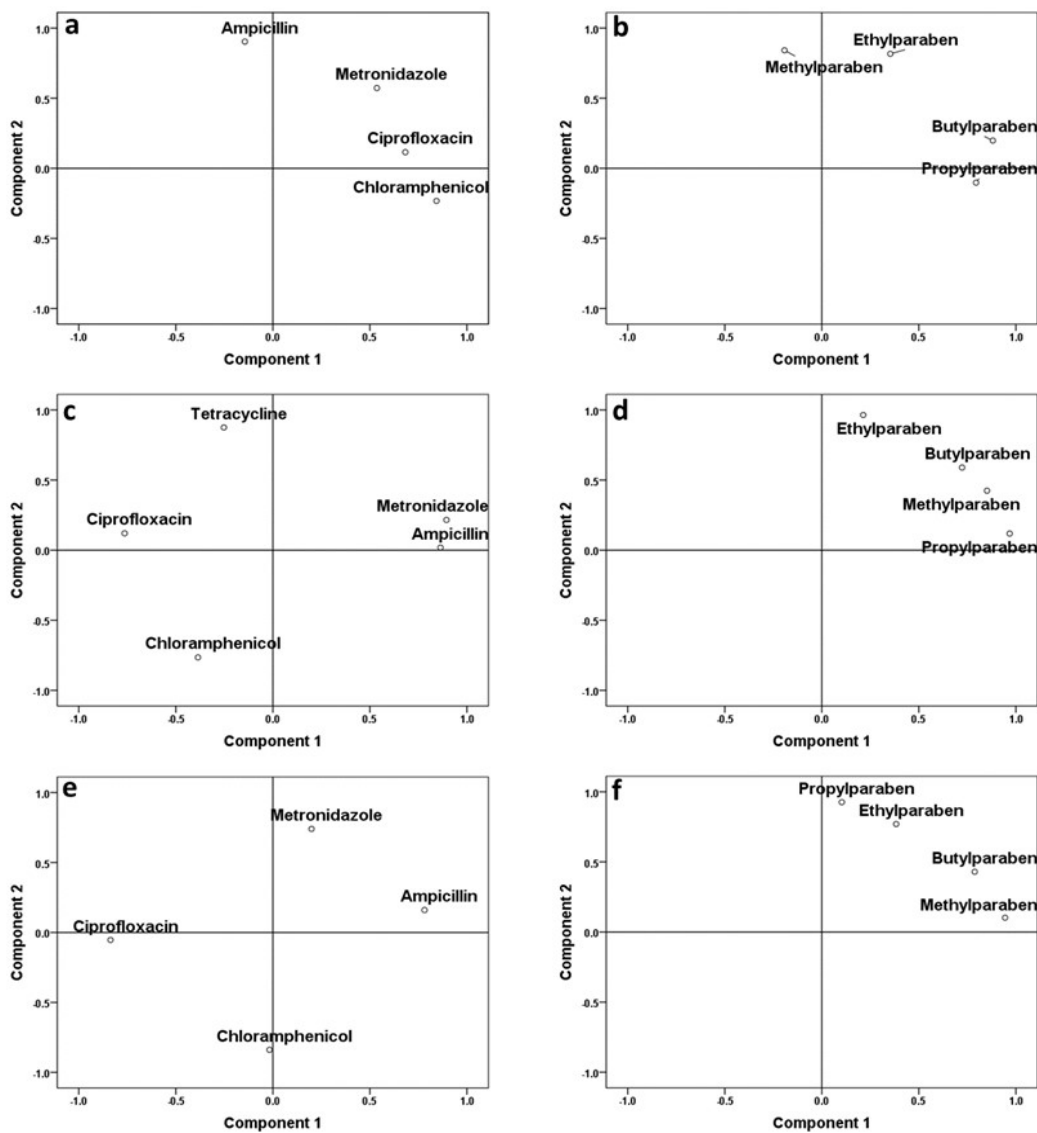 a
Ampicillin
Metronidazole
Ciprofloxacin
Chloramphenicol
1.0
0.5
0.0
-0.5
-1.0
Component 2
-1.0 -0.5 0.0 0.5 1.0
Component 1
b
Ethylparaben
Methylparaben
Butylparaben
Propylparaben
1.0
0.5
0.0
-0.5
-1.0
Component 2
-1.0 -0.5 0.0 0.5 1.0
Component 1
c
Tetracycline
Metronidazole
Ciprofloxacin
Ampicillin
Chloramphenicol
1.0
0.5
0.0
-0.5
-1.0
Component 2
-1.0 -0.5 0.0 0.5 1.0
Component 1
d
Ethylparaben
Butylparaben
Methylparaben
Propylparaben
1.0
0.5
0.0
-0.5
-1.0
Component 2
-1.0 -0.5 0.0 0.5 1.0
Component 1
e
Metronidazole
Ampicillin
Ciprofloxacin
Chloramphenicol
1.0
0.5
0.0
-0.5
-1.0
Component 2
-1.0 -0.5 0.0 0.5 1.0
Component 1
f
Propylparaben
Ethylparaben
Butylparaben
Methylparaben
1.0
0.5
0.0
-0.5
-1.0
Component 2
-1.0 -0.5 0.0 0.5 1.0
Component 1